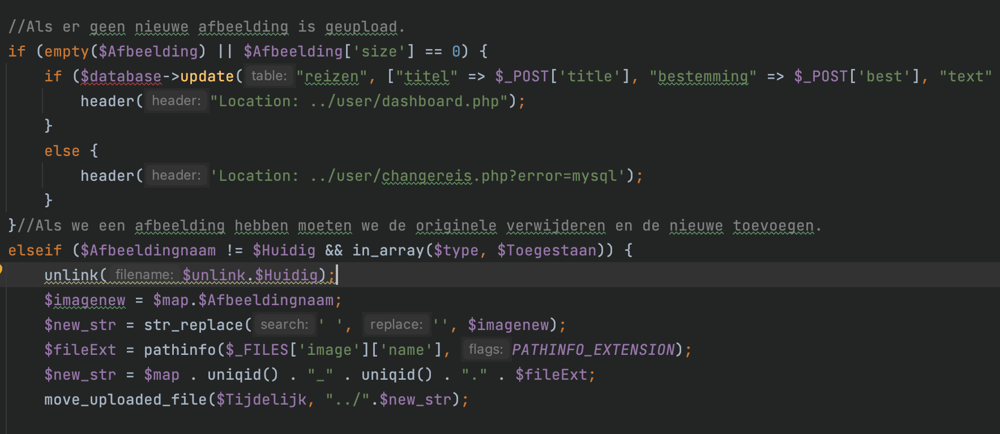 //Als er geen nieuwe afbeelding is geupload.
if (empty($Afbeelding) || $Afbeelding['size'] == 0) {
if ($database->update( table: "reizen", ["titel" => $_POST['title'], "bestemming" => $_POST['best'], "text"
header( header: "Location: ../user/dashboard.php");
}
else {
header( header: 'Location: ../user/changereis.php?error=mysql');
}
}//Als we een afbeelding hebben moeten we de originele verwijderen en de nieuwe toevoegen.
elseif ($Afbeeldingnaam != $Huidig && in_array($type, $Toegestaan)) {
unlink( filename: $unlink.$Huidig);
$imagenew = $map.$Afbeeldingnaam;
$new_str = str_replace( search: ' ', replace: '', $imagenew);
$fileExt = pathinfo($_FILES['image']['name'], flags: PATHINFO_EXTENSION);
$new_str = $map . uniqid() . "_" . uniqid() . "." . $fileExt;
move_uploaded_file($Tijdelijk, "../".$new_str);